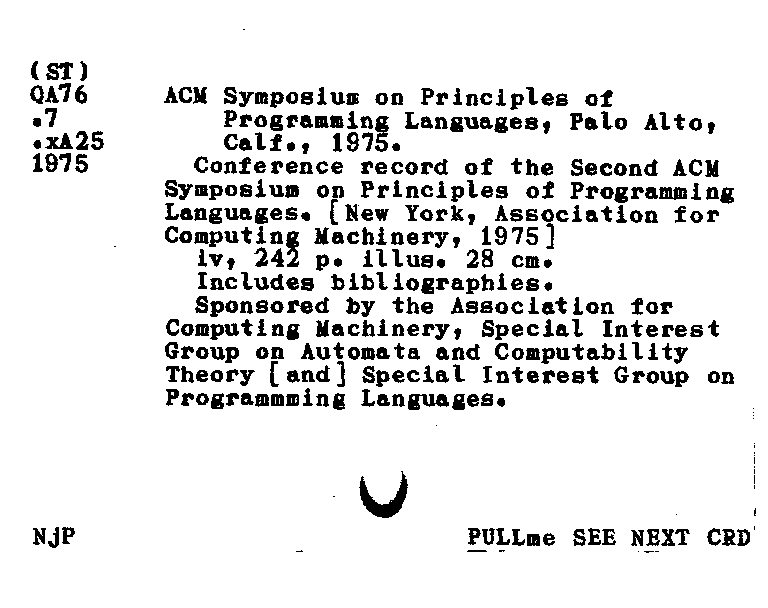 (ST)
QA76 ACM Symposium on Principles of
.7 Programming Languages, Palo Alto,
.xA25 Calf., 1975.
1975 Conference record of the Second ACM
Symposium on Principles of Programming
Languages. [New York, Association for
Computing Machinery, 1975]
iv, 242 p. illus. 28 cm.
Includes bibliographies.
Sponsored by the Association for
Computing Machinery, Special Interest
Group on Automata and Computability
Theory [and] Special Interest Group on
Programmming Languages.
NjP PULLme SEE NEXT CRD